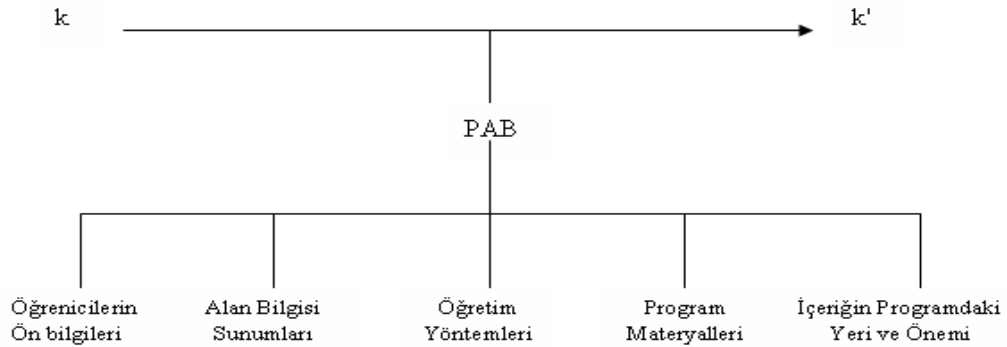 k k'
PAB
Öğrenicilerin Ön bilgileri
Alan Bilgisi Sunumları
Öğretim Yöntemleri
Program Materyalleri
İçeriğin Programdaki Yeri ve Önemi